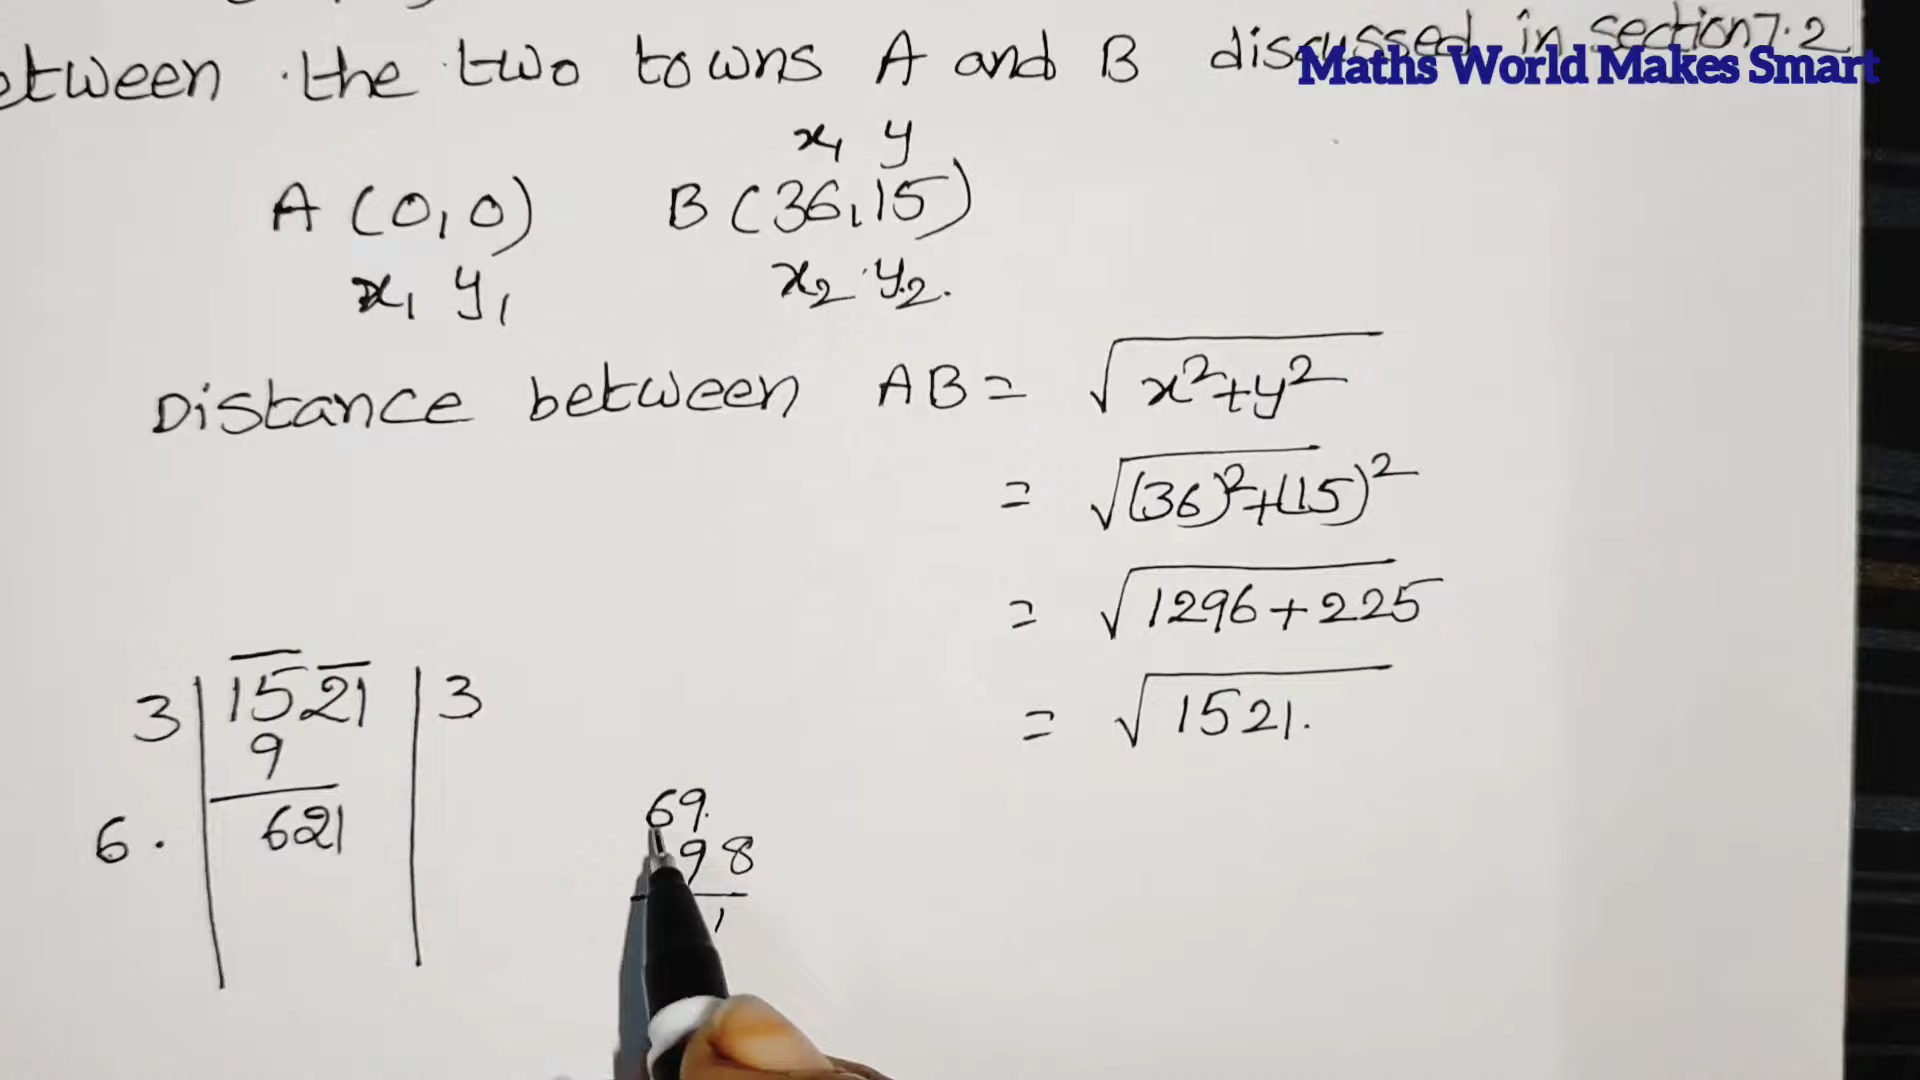 etween the two towns A and B discussed in section 7.2
Maths World Makes Smart
x, y
A (0,0) B (36,15)
x₁ y₁ x₂ y₂.
Distance between AB = √x²+y²
= √(36)²+(15)²
= √1296+225
= √1521.
3 | 1521 | 3
9
6. 621
69.
98
1